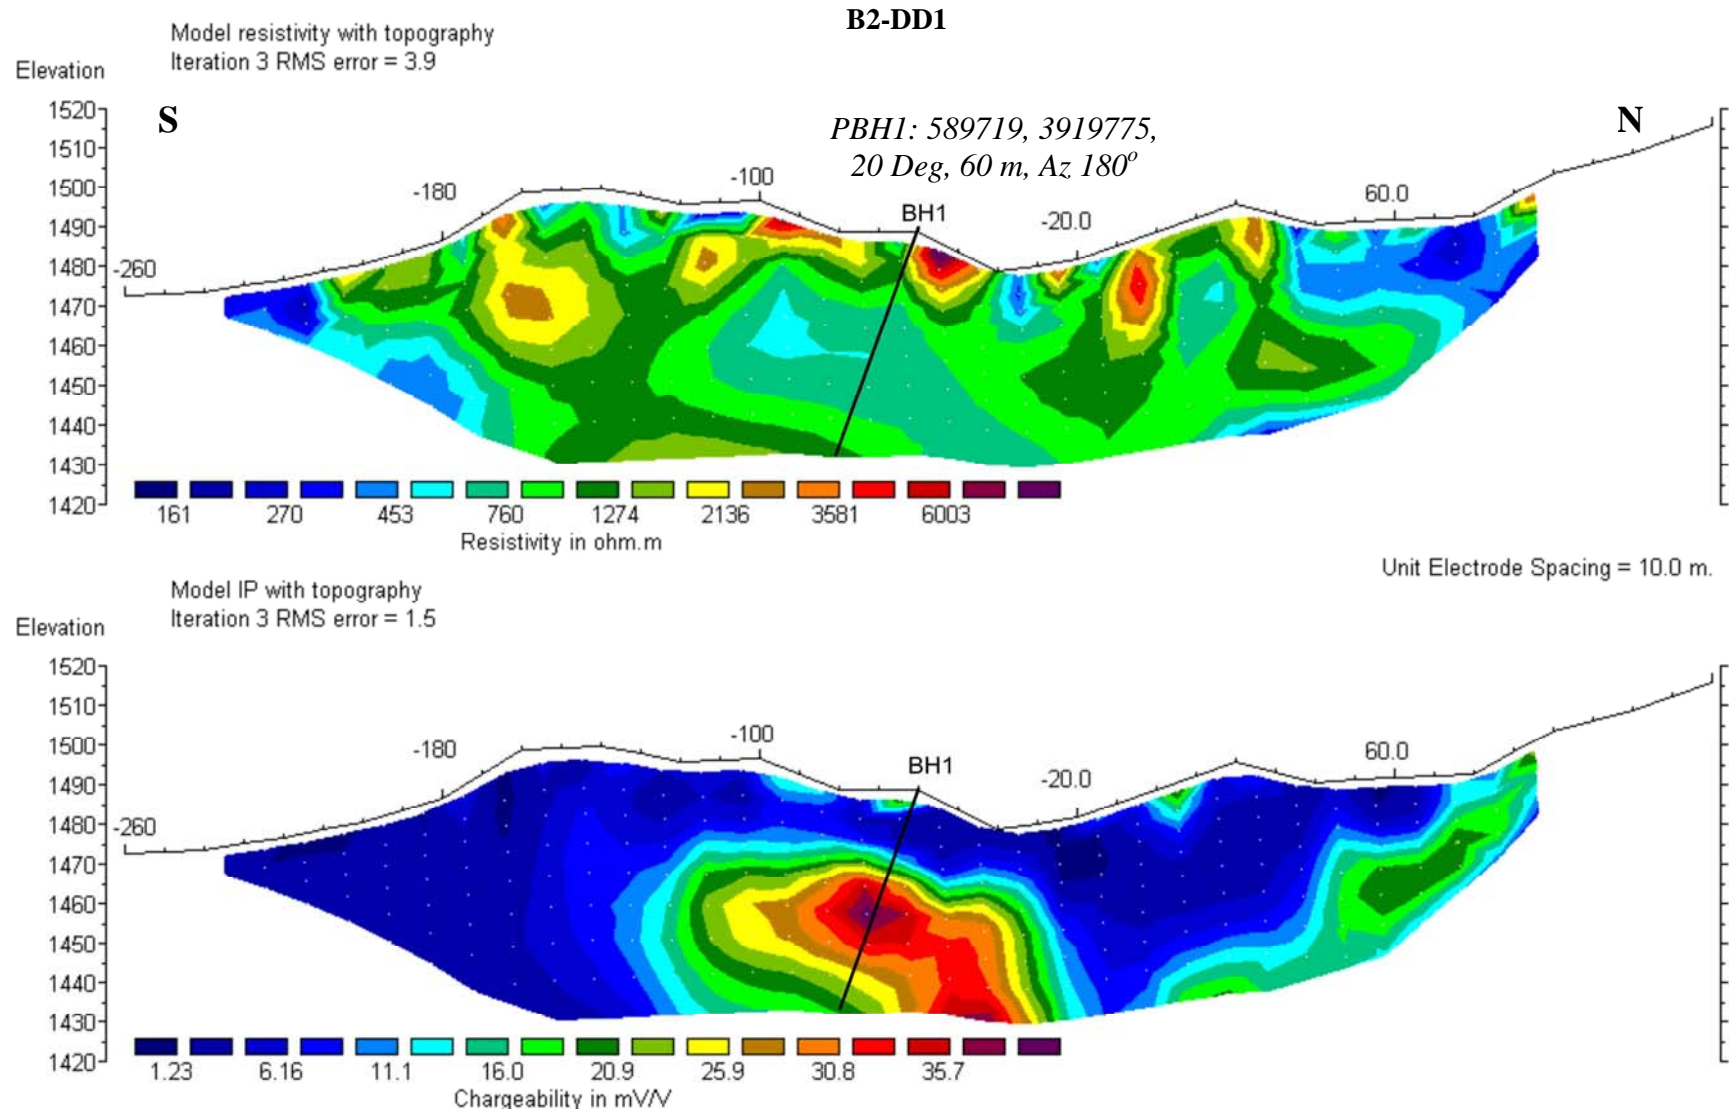 B2-DD1
Model resistivity with topography
Iteration 3 RMS error = 3.9
Elevation
S
N
PBH1: 589719, 3919775,
20 Deg, 60 m, Az 180o
1520
1510
1500
1490
1480
1470
1460
1450
1440
1430
1420
-260
-180
-100
BH1
-20.0
60.0
161 270 453 760 1274 2136 3581 6003
Resistivity in ohm.m
Unit Electrode Spacing = 10.0 m.
Model IP with topography
Iteration 3 RMS error = 1.5
Elevation
1520
1510
1500
1490
1480
1470
1460
1450
1440
1430
1420
-260
-180
-100
BH1
-20.0
60.0
1.23 6.16 11.1 16.0 20.9 25.9 30.8 35.7
Chargeability in mV/V